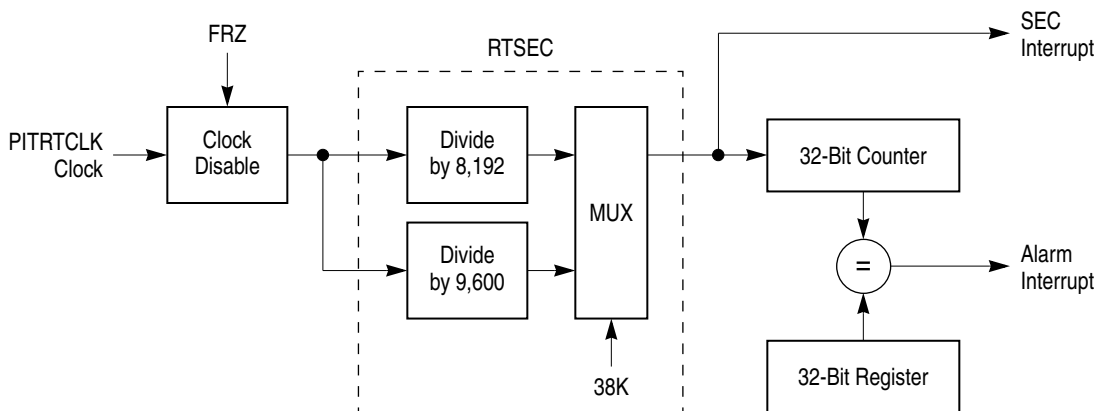 FRZ
RTSEC
SEC
Interrupt
PITRTCLK
Clock
Clock
Disable
Divide
by 8,192
Divide
by 9,600
MUX
38K
32-Bit Counter
=
Alarm
Interrupt
32-Bit Register